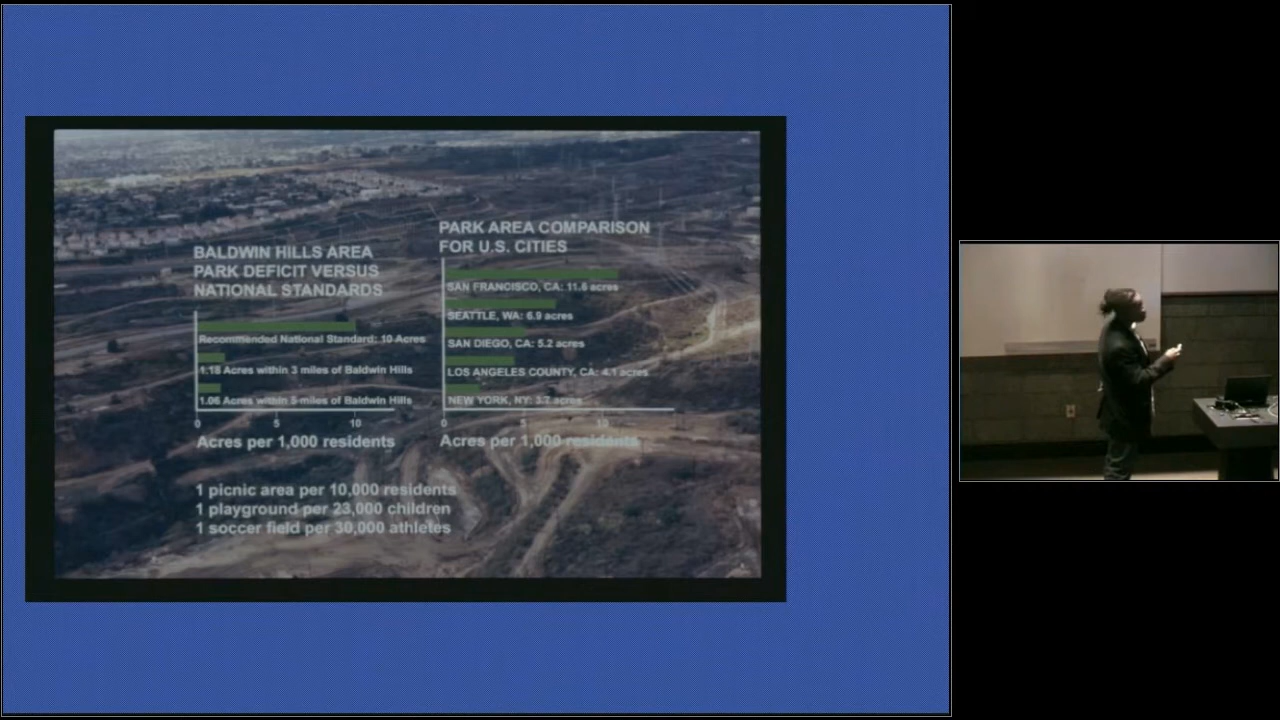 BALDWIN HILLS AREA
PARK DEFICIT VERSUS
NATIONAL STANDARDS
Recommended National Standard: 10 Acres
1.18 Acres within 3 miles of Baldwin Hills
1.06 Acres within 5 miles of Baldwin Hills
0 5 10
Acres per 1,000 residents
PARK AREA COMPARISON
FOR U.S. CITIES
SAN FRANCISCO, CA: 11.6 acres
SEATTLE, WA: 6.9 acres
SAN DIEGO, CA: 5.2 acres
LOS ANGELES COUNTY, CA: 4.1 acres
NEW YORK, NY: 3.7 acres
0 5 10
Acres per 1,000 residents
1 picnic area per 10,000 residents
1 playground per 23,000 children
1 soccer field per 30,000 athletes